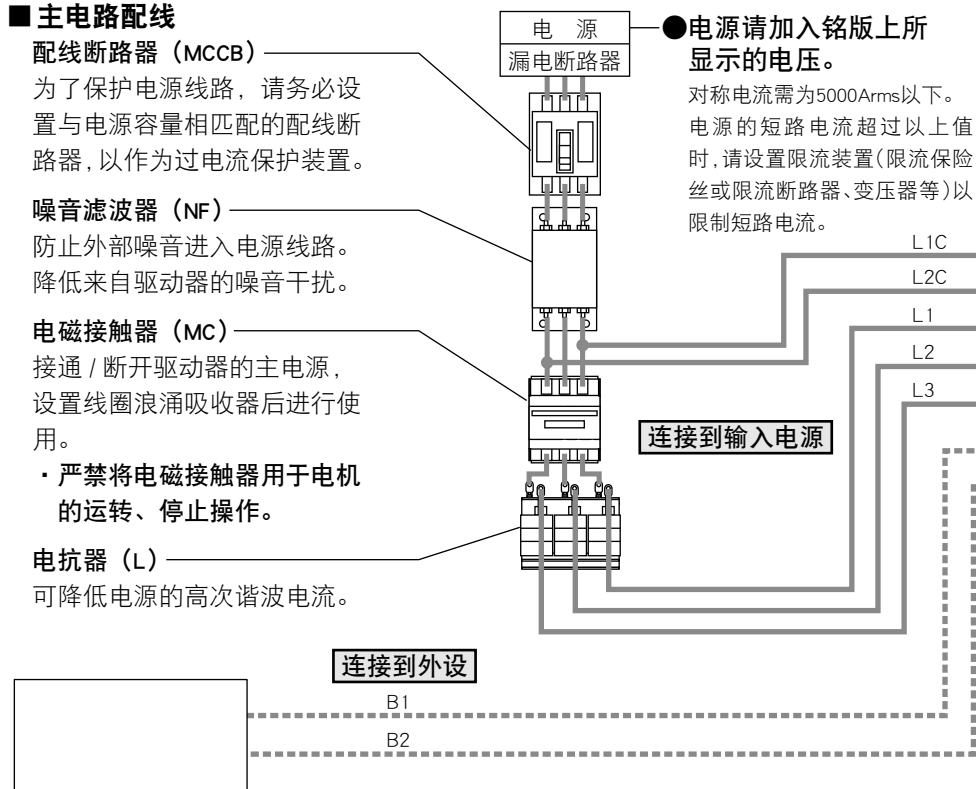 ■主电路配线
配线断路器（MCCB）
为了保护电源线路，请务必设
置与电源容量相匹配的配线断
路器，以作为过电流保护装置。
噪音滤波器（NF）
防止外部噪音进入电源线路。
降低来自驱动器的噪音干扰。
电磁接触器（MC）
接通 / 断开驱动器的主电源，
设置线圈浪涌吸收器后进行使
用。
・严禁将电磁接触器用于电机
的运转、停止操作。
电抗器（L）
可降低电源的高次谐波电流。
电 源
漏电断路器
●电源请加入铭版上所
显示的电压。
对称电流需为5000Arms以下。
电源的短路电流超过以上值
时，请设置限流装置（限流保险
丝或限流断路器、变压器等）以
限制短路电流。
L1C
L2C
L1
L2
L3
连接到输入电源
连接到外设
B1
B2